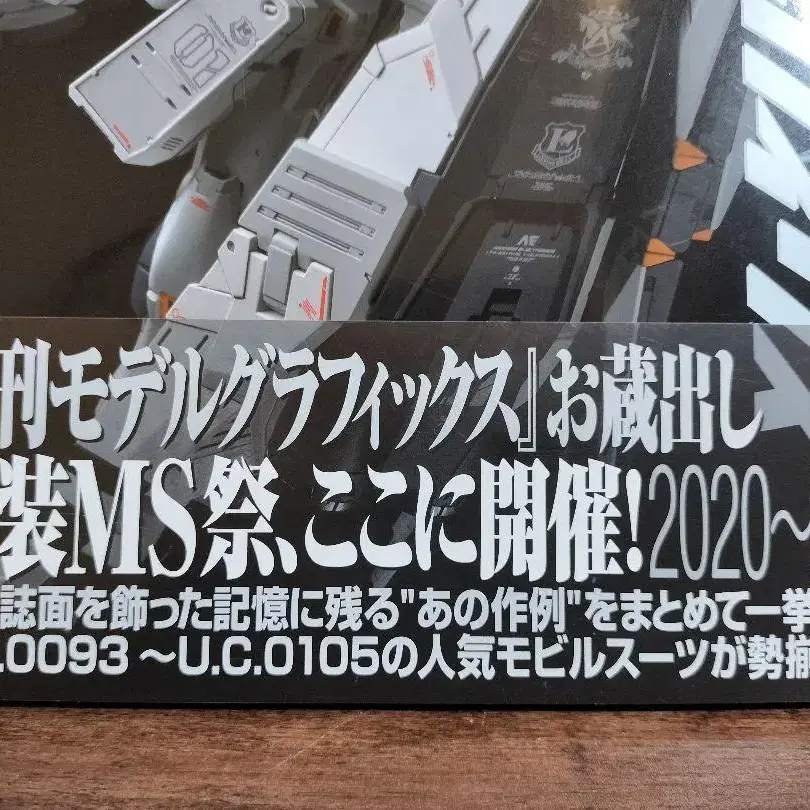 02
AE
刊モデルグラフィックス』お蔵出し
装MS祭、ここに開催!2020〜
誌面を飾った記憶に残る"あの作例"をまとめて一挙
.0093 〜U.C.0105の人気モビルスーツが勢揃